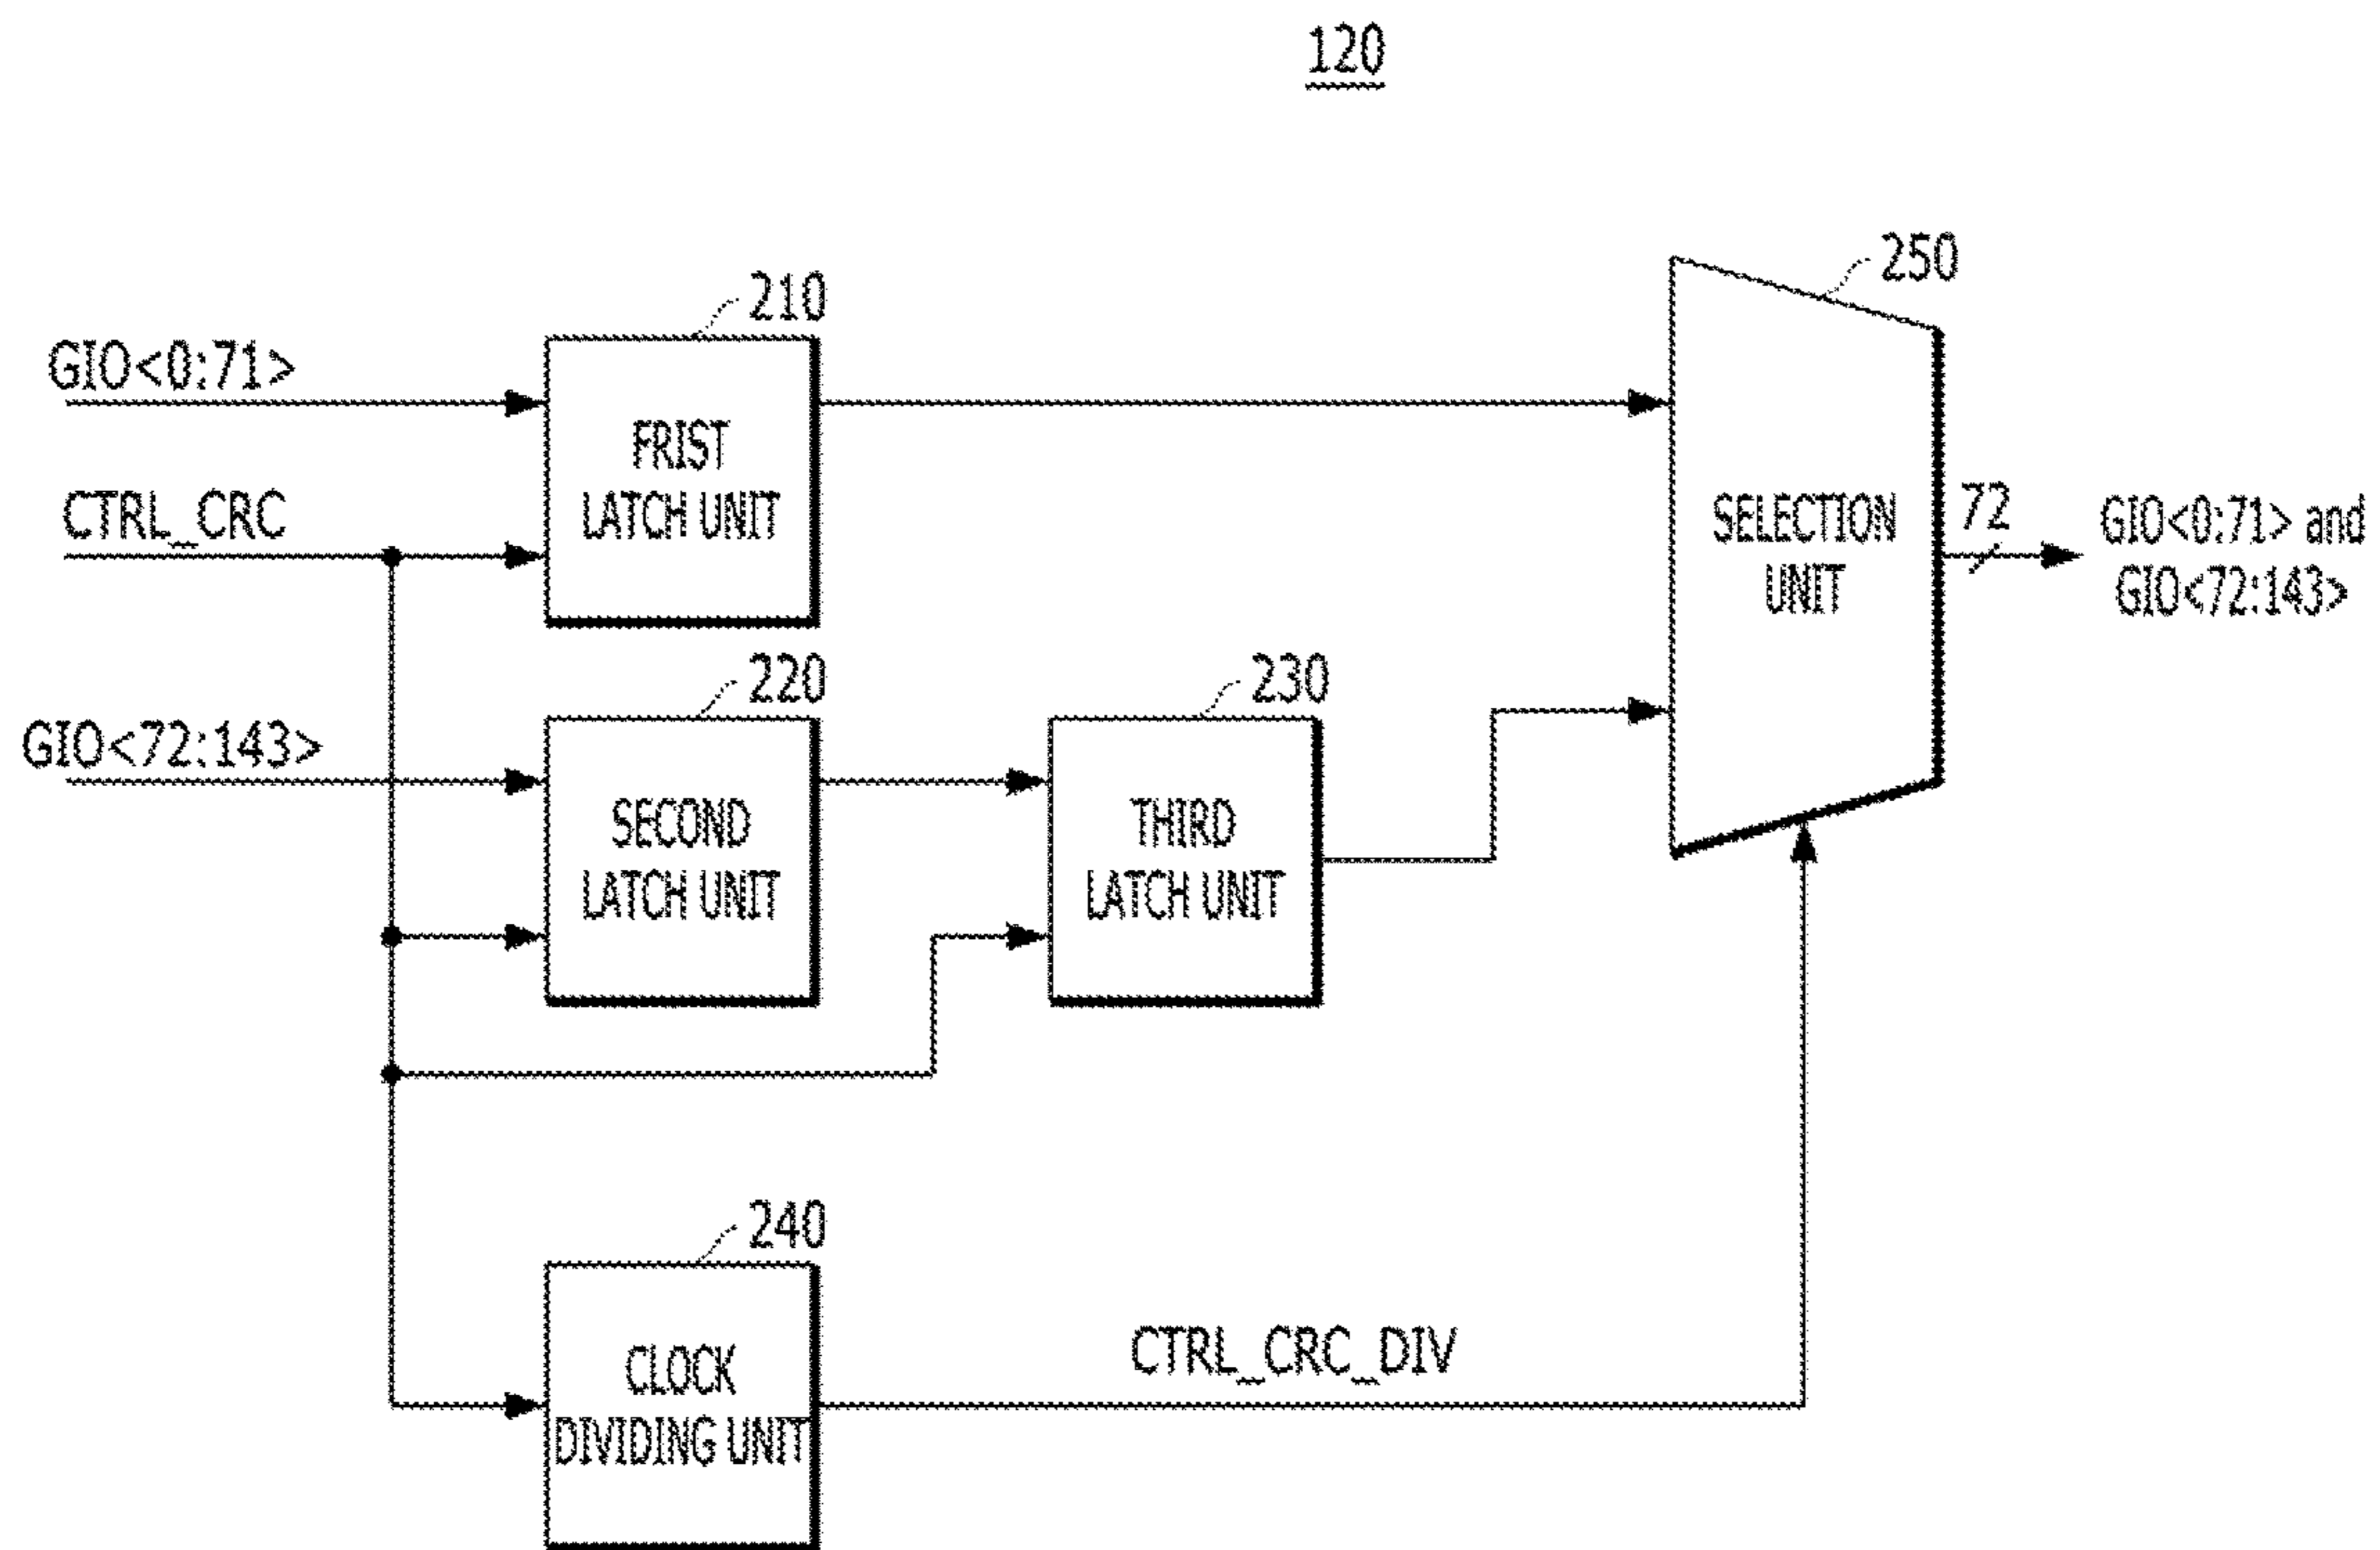 120
250
210
GIO<0:71>
FRIST
LATCH UNIT
CTRL_CRC
SELECTION
UNIT
72
GIO<0:71> and
GIO<72:143>
220
230
GIO<72:143>
SECOND
LATCH UNIT
THIRD
LATCH UNIT
240
CLOCK
DIVIDING UNIT
CTRL_CRC_DIV